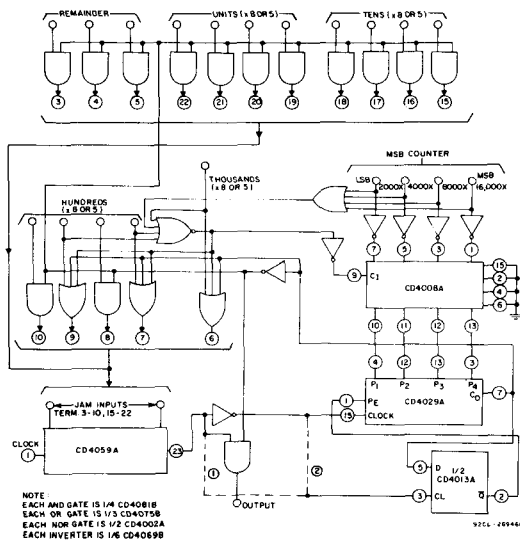 REMAINDER
UNITS (x 8 OR 5)
TENS (x 8 OR 5)
3 4 5 22 21 20 19 18 17 16 15
MSB COUNTER
THOUSANDS
(x 8 OR 5)
LSB 2000X 4000X 8000X MSB
16,000X
HUNDREDS
(x 8 OR 5)
7 5 3 1
9 C1
CD4008A
15
2
4
6
10 9 8 7 6
10 11 12 13
4 12 13 3
P1 P2 P3 P4
1 PE
CO 7
CD4029A
15 CLOCK
JAM INPUTS
TERM. 3-10, 15-22
CLOCK
1
CD4059A
23
1
2
5 D
1/2
CD4013A
3 CL
Q 2
OUTPUT
NOTE:
EACH AND GATE IS 1/4 CD4081B
EACH OR GATE IS 1/3 CD4075B
EACH NOR GATE IS 1/2 CD4002A
EACH INVERTER IS 1/6 CD4069B